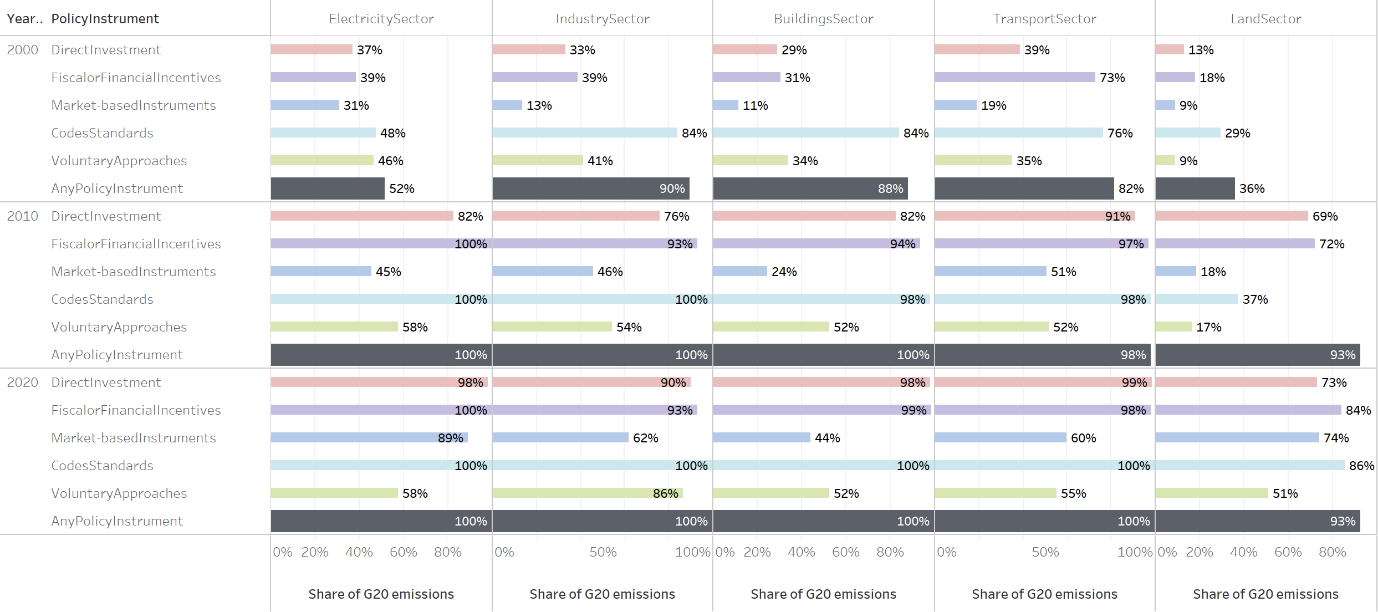 Year.. PolicyInstrument ElectricitySector IndustrySector BuildingsSector TransportSector LandSector
2000 DirectInvestment 37% 33% 29% 39% 13%
FiscalorFinancialIncentives 39% 39% 31% 73% 18%
Market-basedInstruments 31% 13% 11% 19% 9%
CodesStandards 48% 84% 84% 76% 29%
VoluntaryApproaches 46% 41% 34% 35% 9%
AnyPolicyInstrument 52% 90% 88% 82% 36%
2010 DirectInvestment 82% 76% 82% 91% 69%
FiscalorFinancialIncentives 100% 93% 94% 97% 72%
Market-basedInstruments 45% 46% 24% 51% 18%
CodesStandards 100% 100% 98% 98% 37%
VoluntaryApproaches 58% 54% 52% 52% 17%
AnyPolicyInstrument 100% 100% 100% 98% 93%
2020 DirectInvestment 98% 90% 98% 99% 73%
FiscalorFinancialIncentives 100% 93% 99% 98% 84%
Market-basedInstruments 89% 62% 44% 60% 74%
CodesStandards 100% 100% 100% 100% 86%
VoluntaryApproaches 58% 86% 52% 55% 51%
AnyPolicyInstrument 100% 100% 100% 100% 93%
0% 20% 40% 60% 80% 0% 50% 100% 0% 20% 40% 60% 80% 0% 50% 100% 0% 20% 40% 60% 80%
Share of G20 emissions Share of G20 emissions Share of G20 emissions Share of G20 emissions Share of G20 emissions